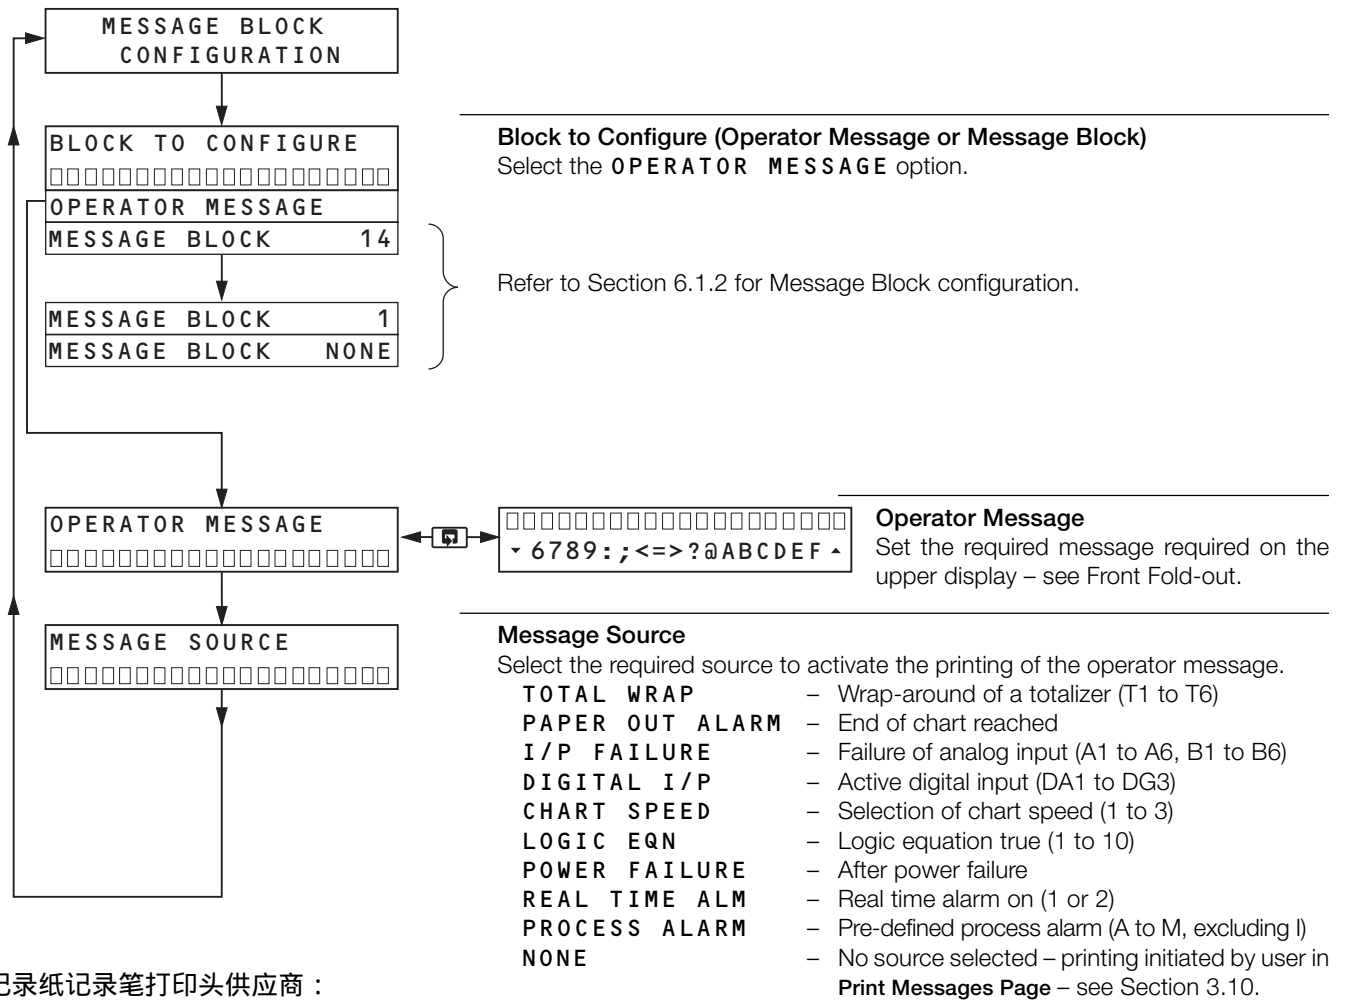 MESSAGE BLOCK
CONFIGURATION
BLOCK TO CONFIGURE
OPERATOR MESSAGE
MESSAGE BLOCK 14
MESSAGE BLOCK 1
MESSAGE BLOCK NONE
Block to Configure (Operator Message or Message Block)
Select the OPERATOR MESSAGE option.
Refer to Section 6.1.2 for Message Block configuration.
OPERATOR MESSAGE
6789:;<=>?@ABCDEF
Operator Message
Set the required message required on the
upper display – see Front Fold-out.
MESSAGE SOURCE
Message Source
Select the required source to activate the printing of the operator message.
TOTAL WRAP – Wrap-around of a totalizer (T1 to T6)
PAPER OUT ALARM – End of chart reached
I/P FAILURE – Failure of analog input (A1 to A6, B1 to B6)
DIGITAL I/P – Active digital input (DA1 to DG3)
CHART SPEED – Selection of chart speed (1 to 3)
LOGIC EQN – Logic equation true (1 to 10)
POWER FAILURE – After power failure
REAL TIME ALM – Real time alarm on (1 or 2)
PROCESS ALARM – Pre-defined process alarm (A to M, excluding I)
NONE – No source selected – printing initiated by user in
Print Messages Page – see Section 3.10.
记录纸记录笔打印头供应商：